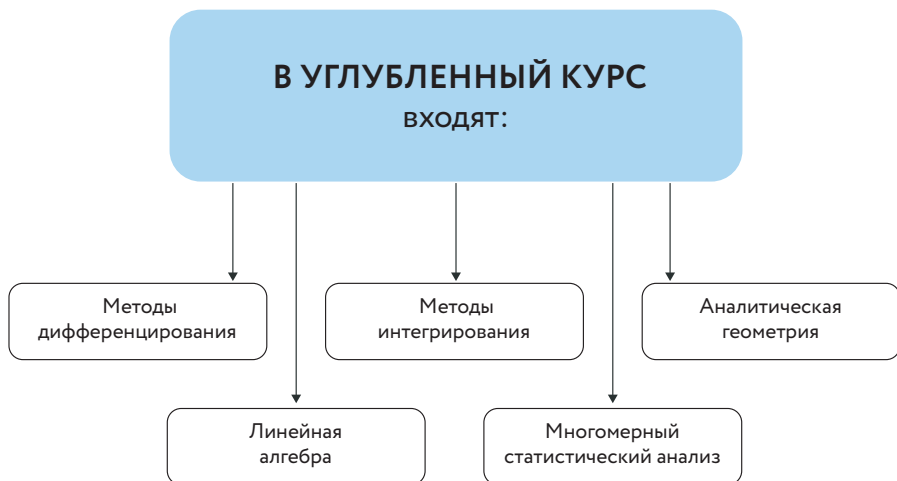 В УГЛУБЛЕННЫЙ КУРС
входят:
Методы
дифференцирования
Методы
интегрирования
Аналитическая
геометрия
Линейная
алгебра
Многомерный
статистический анализ